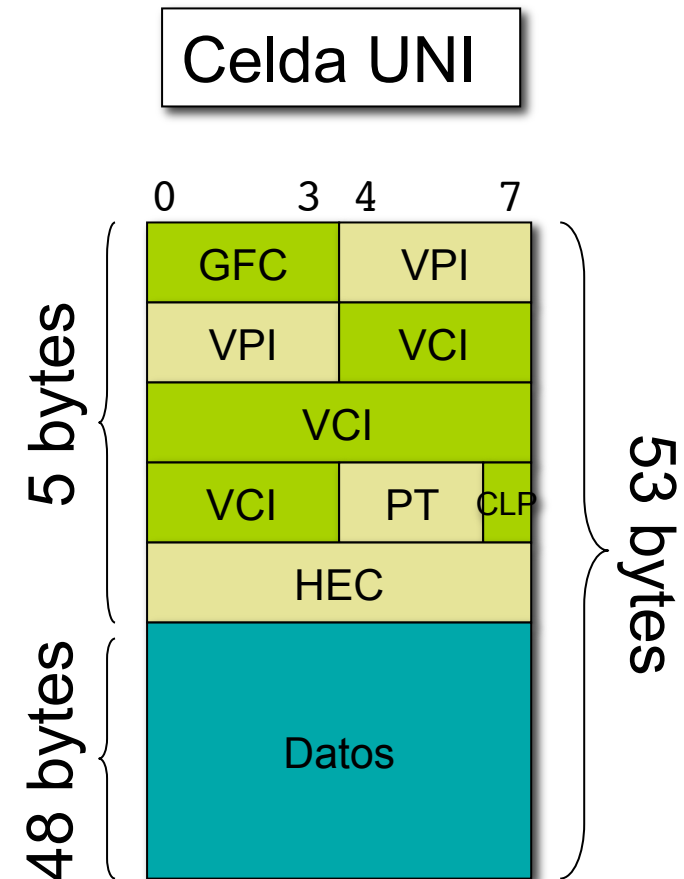 Celda UNI
0 3 4 7
GFC VPI
VPI VCI
VCI
VCI PT CLP
HEC
Datos
5 bytes
48 bytes
53 bytes